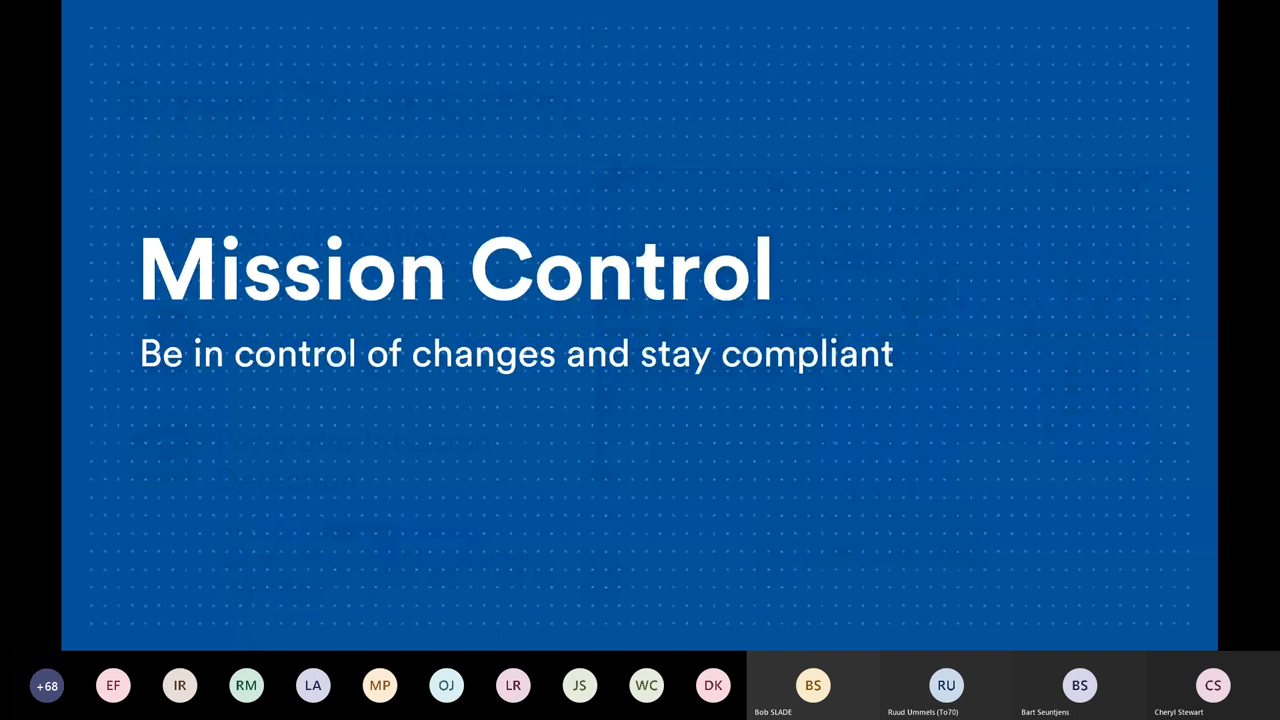 Mission Control
Be in control of changes and stay compliant
+68 EF IR RM LA MP OJ LR JS WC DK BS RU BS CS
Bob SLADE Ruud Ummels (To70) Bart Seuntjens Cheryl Stewart